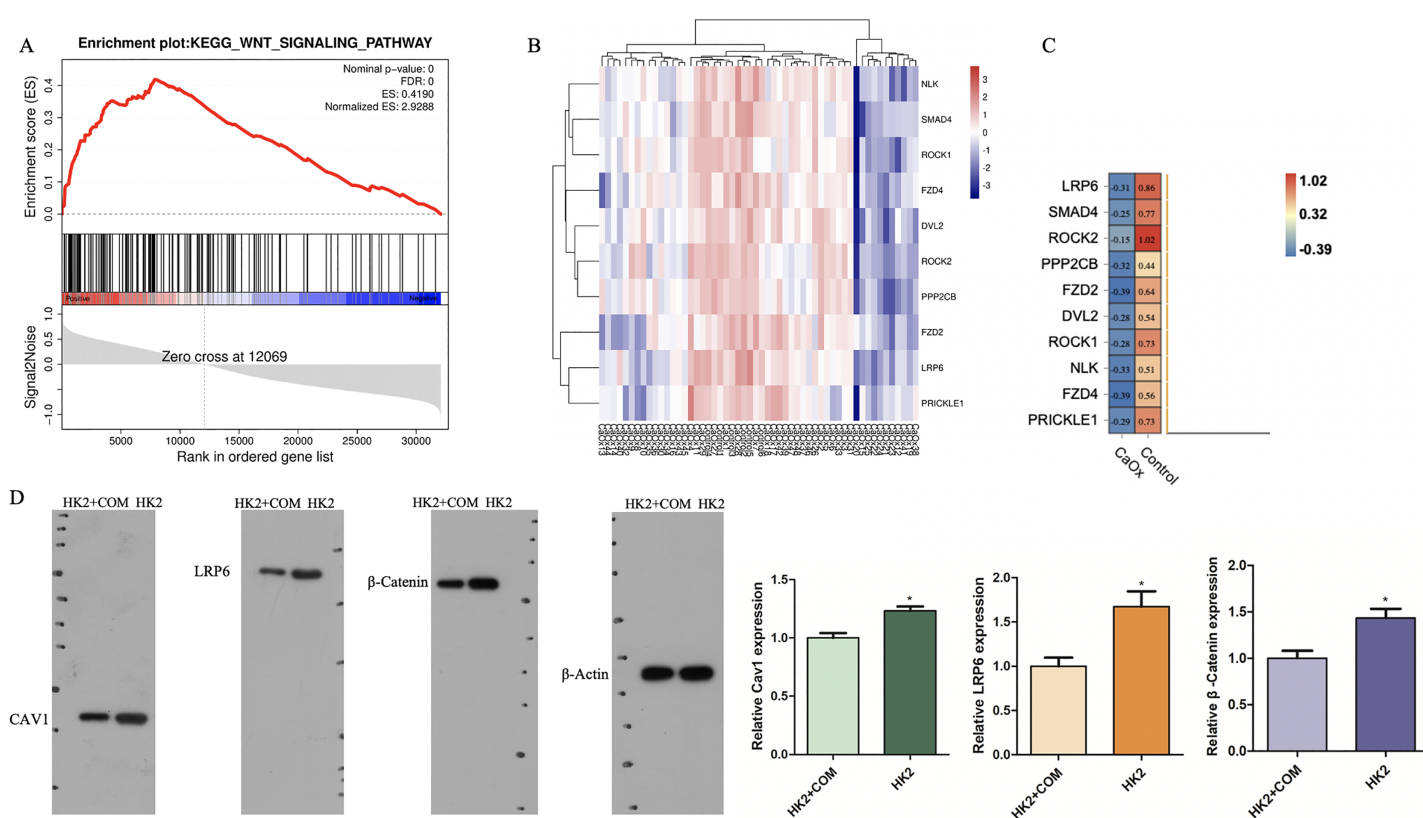 A
Enrichment plot:KEGG_WNT_SIGNALING_PATHWAY
Nominal p-value: 0
FDR: 0
ES: 0.4190
Normalized ES: 2.9288
Enrichment score (ES)
0.4
0.3
0.2
0.1
0.0
Positive
Negative
Signal2Noise
1.0
0.5
0.0
-1.0
Zero cross at 12069
5000 10000 15000 20000 25000 30000
Rank in ordered gene list
B
NLK
SMAD4
ROCK1
FZD4
DVL2
ROCK2
PPP2CB
FZD2
LRP6
PRICKLE1
3
2
1
0
-1
-2
-3
C
LRP6 -0.31 0.86
SMAD4 -0.25 0.77
ROCK2 -0.15 1.02
PPP2CB -0.32 0.44
FZD2 -0.39 0.64
DVL2 -0.28 0.54
ROCK1 -0.28 0.73
NLK -0.33 0.51
FZD4 -0.39 0.56
PRICKLE1 -0.29 0.73
CaOx Control
1.02
0.32
-0.39
D
HK2+COM HK2
CAV1
HK2+COM HK2
LRP6
HK2+COM HK2
β-Catenin
HK2+COM HK2
β-Actin
Relative Cav1 expression
1.5
1.0
0.5
0.0
*
HK2+COM HK2
Relative LRP6 expression
2.0
1.5
1.0
0.5
0.0
*
HK2+COM HK2
Relative β -Catenin expression
2.0
1.5
1.0
0.5
0.0
*
HK2+COM HK2